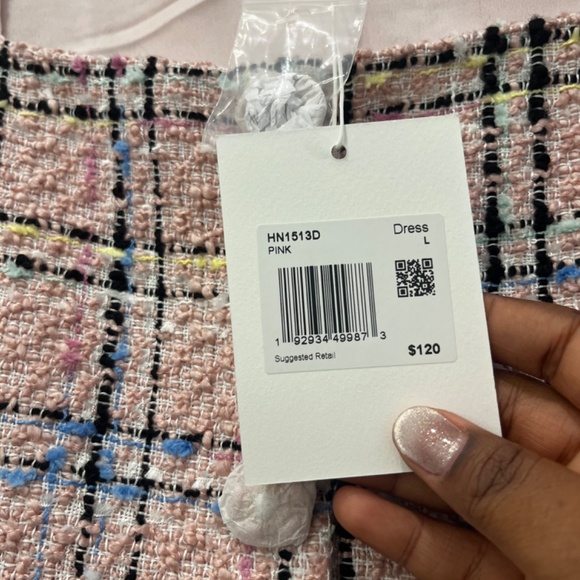 HN1513D Dress
PINK L
1 92934 49987 3
Suggested Retail $120